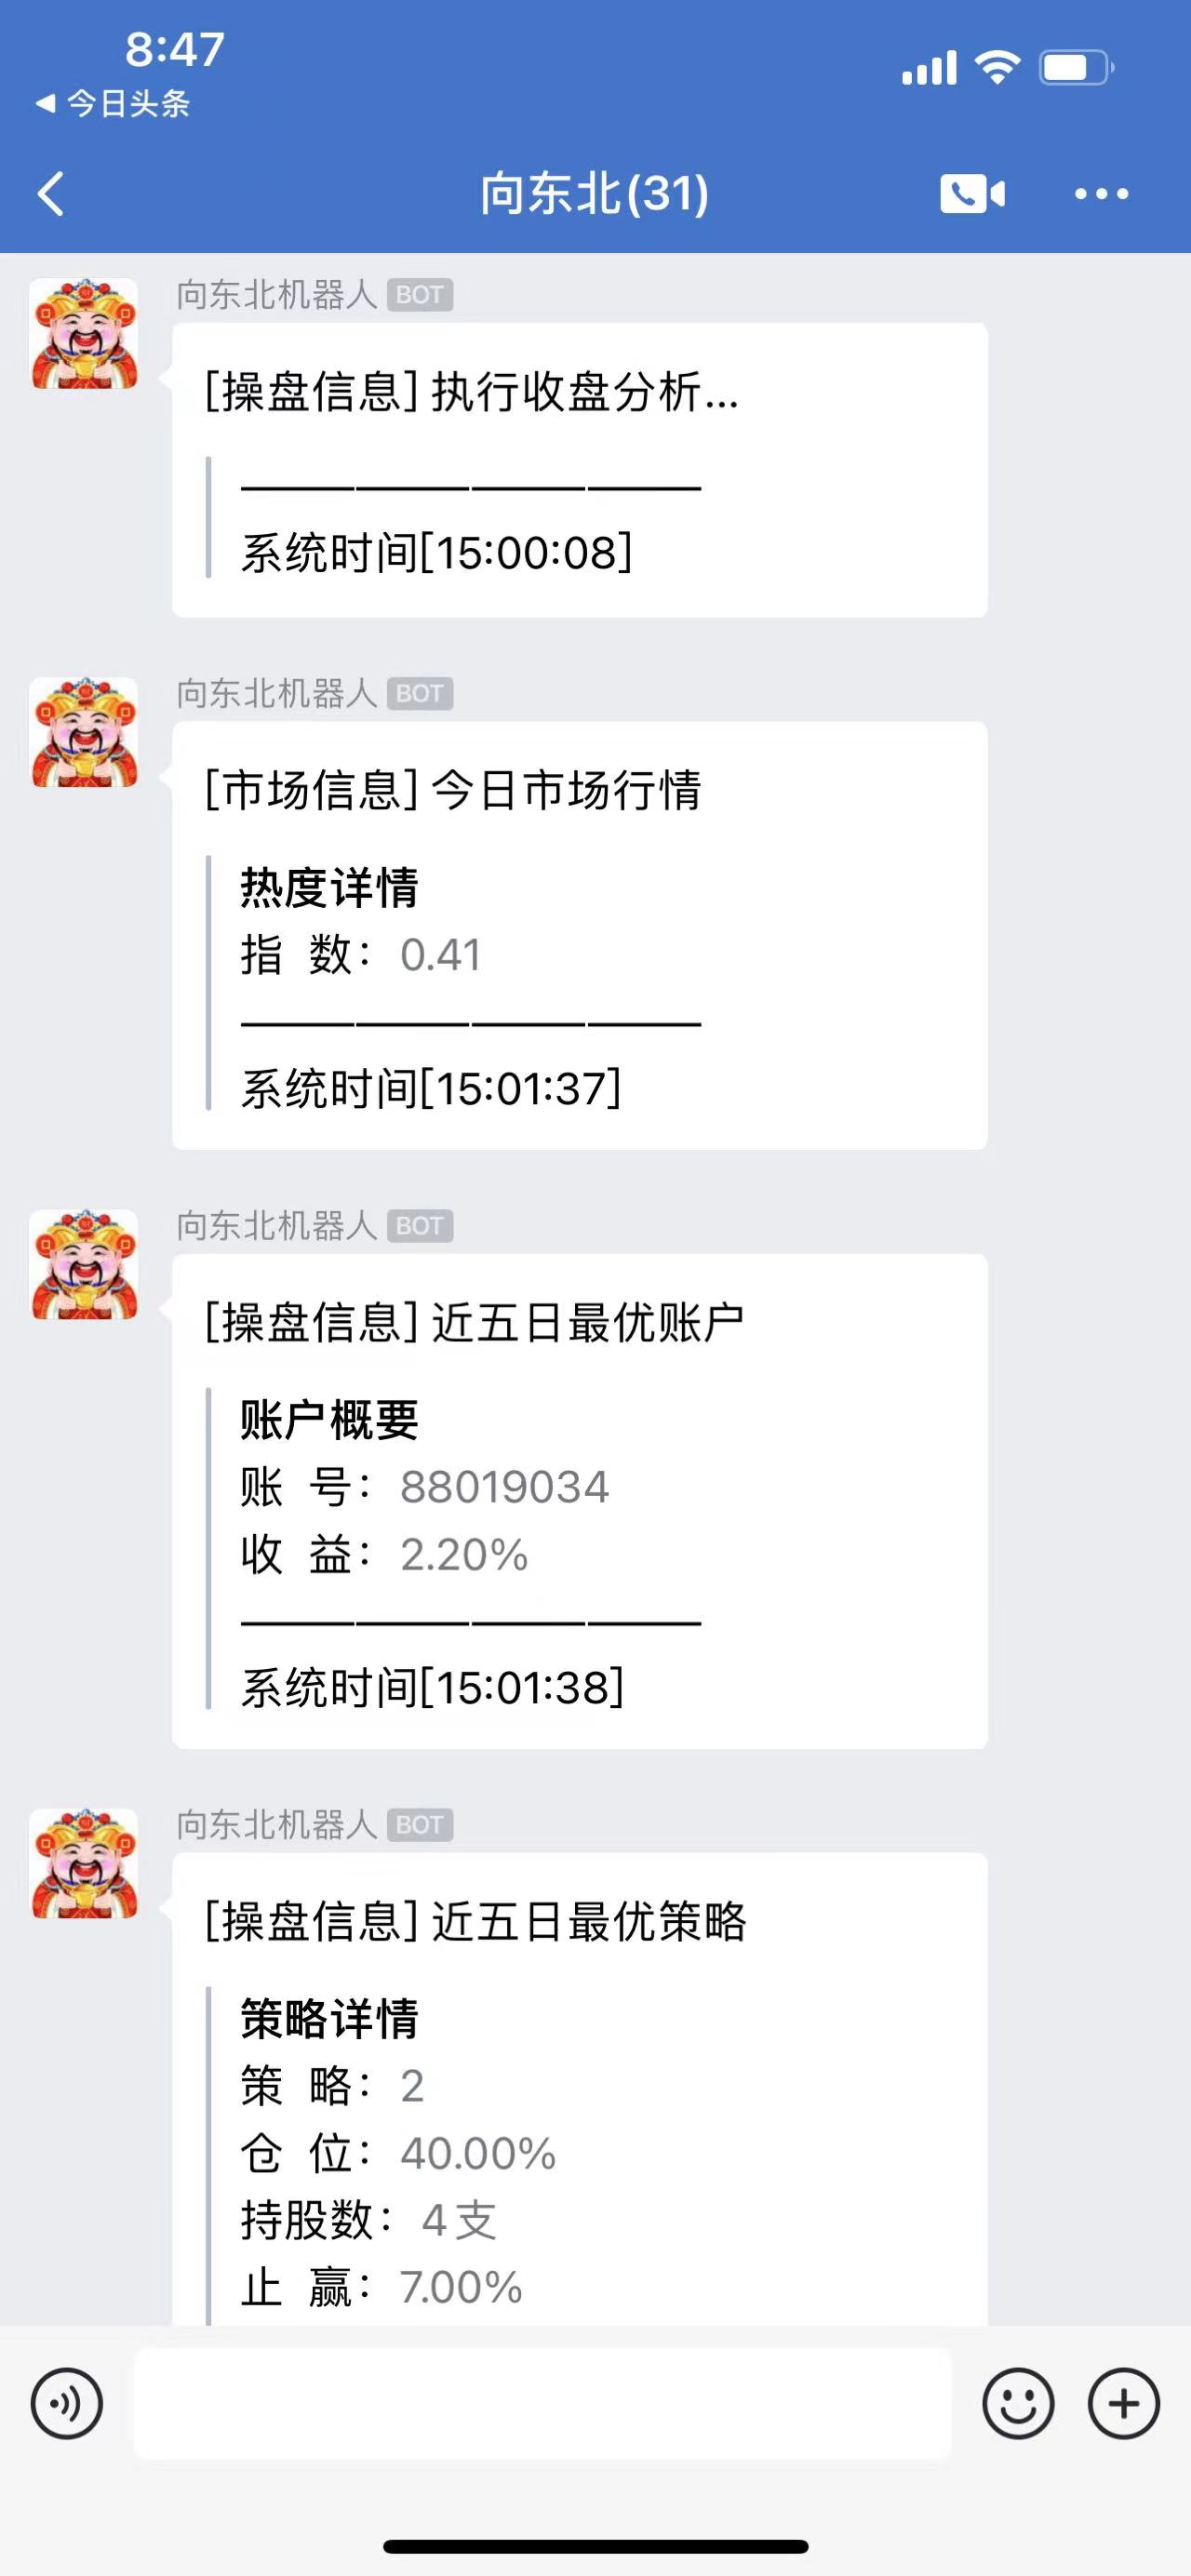 8:47
今日头条
向东北(31)
向东北机器人 BOT
[操盘信息] 执行收盘分析...
————————
系统时间[15:00:08]
向东北机器人 BOT
[市场信息] 今日市场行情
热度详情
指 数： 0.41
————————
系统时间[15:01:37]
向东北机器人 BOT
[操盘信息] 近五日最优账户
账户概要
账 号： 88019034
收 益： 2.20%
————————
系统时间[15:01:38]
向东北机器人 BOT
[操盘信息] 近五日最优策略
策略详情
策 略： 2
仓 位： 40.00%
持股数： 4 支
止 赢： 7.00%